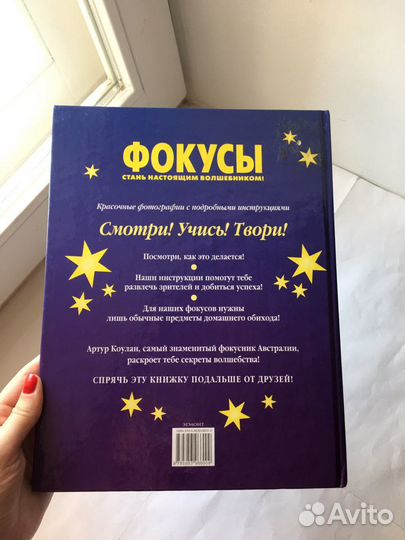 ФОКУСЫ
СТАНЬ НАСТОЯЩИМ ВОЛШЕБНИКОМ!
Красочные фотографии с подробными инструкциями
Смотри! Учись! Твори!
Посмотри, как это делается!
Наши инструкции помогут тебе
развлечь зрителей и добиться успеха!
Для наших фокусов нужны
лишь обычные предметы домашнего обихода!
Артур Коулан, самый знаменитый фокусник Австралии,
раскроет тебе секреты волшебства!
СПРЯЧЬ ЭТУ КНИЖКУ ПОДАЛЬШЕ ОТ ДРУЗЕЙ!
ЭГМОНТ
Avito